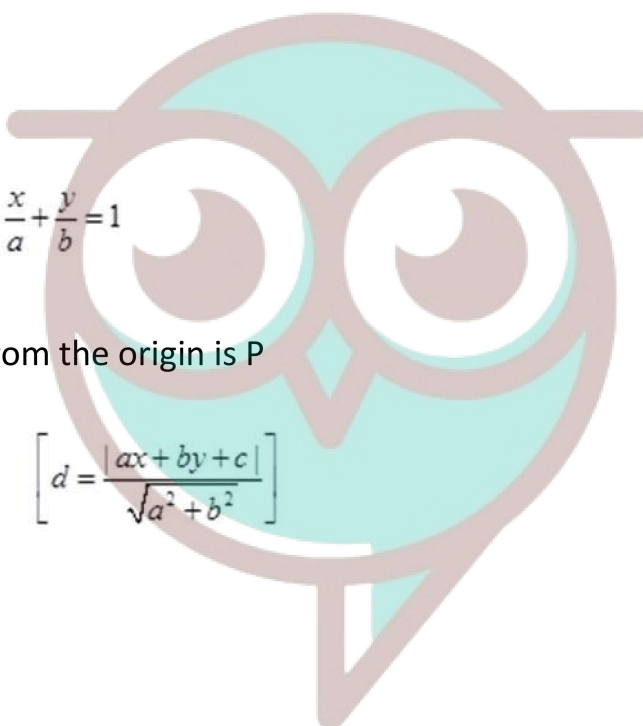 x/a + y/b = 1
om the origin is P
[d = |ax + by + c| / √(a² + b²)]